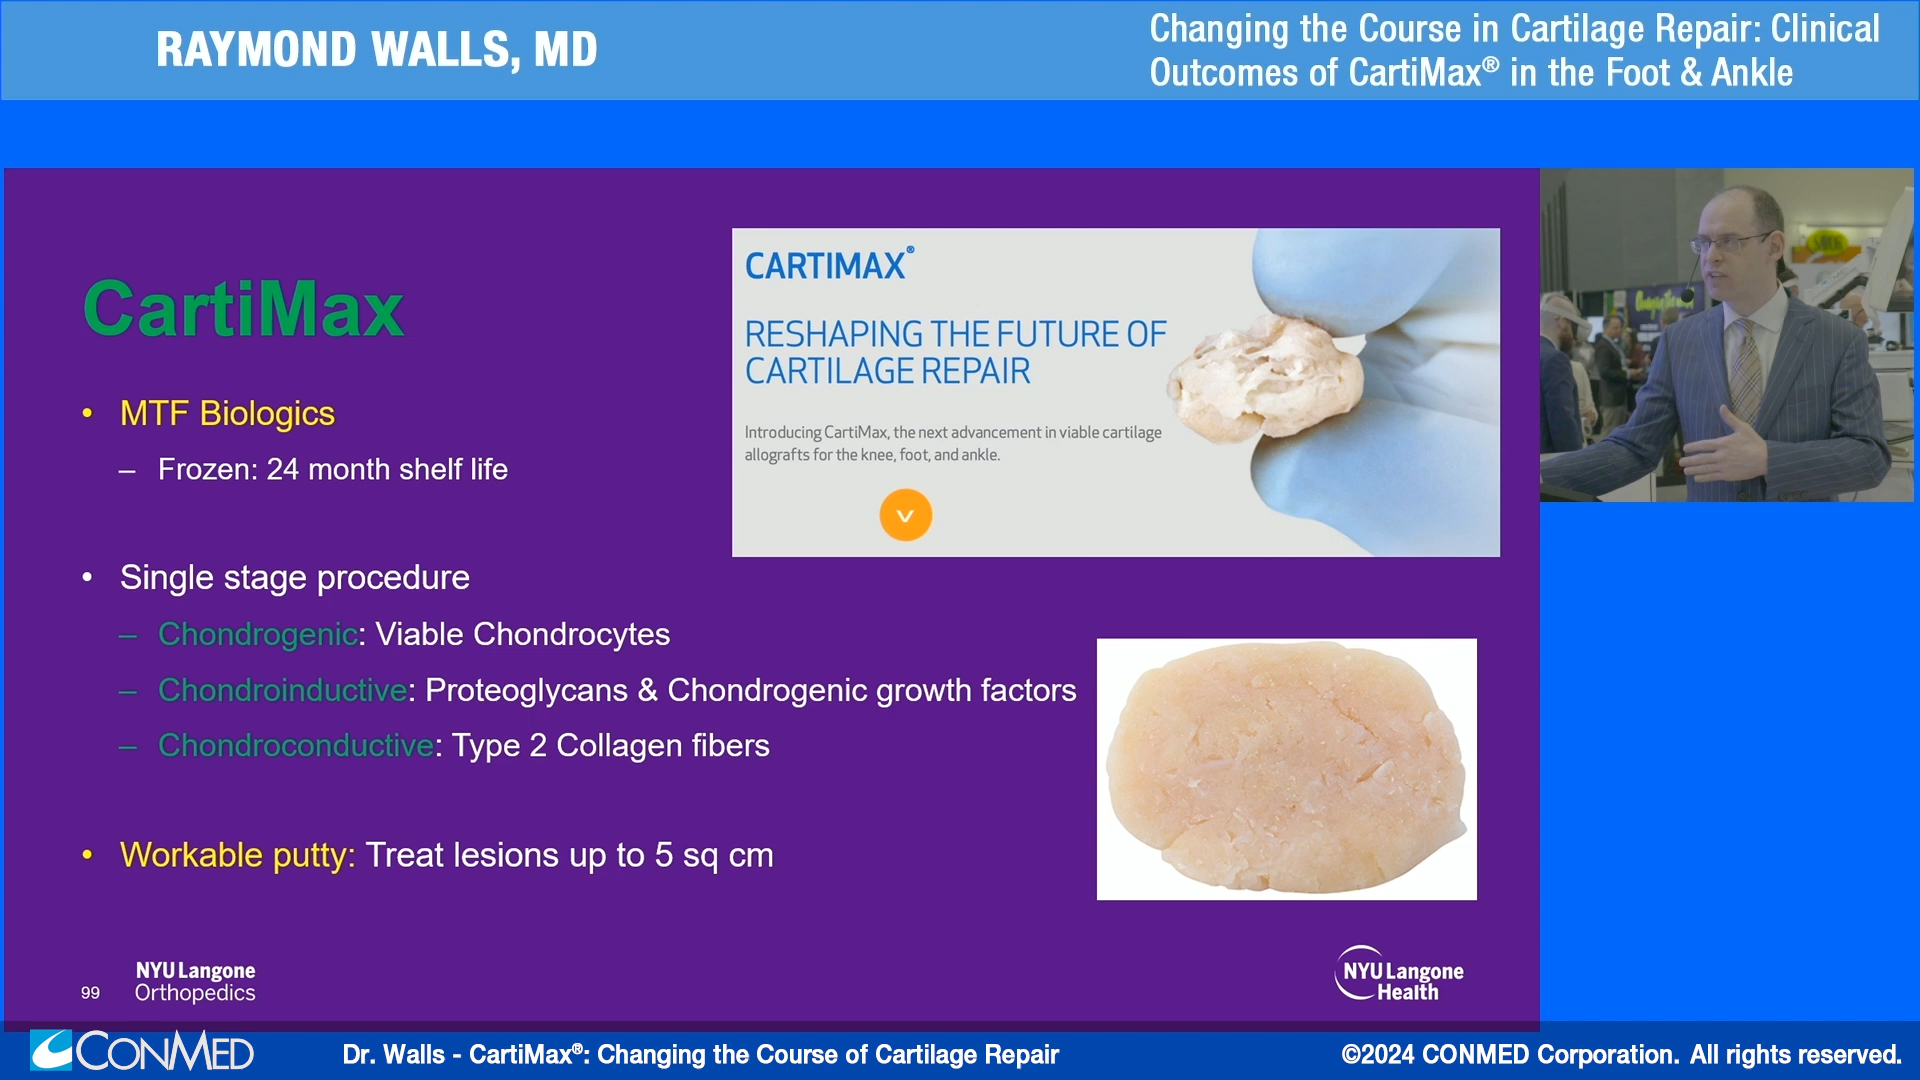 RAYMOND WALLS, MD
Changing the Course in Cartilage Repair: Clinical
Outcomes of CartiMax® in the Foot & Ankle
CartiMax
• MTF Biologics
– Frozen: 24 month shelf life
• Single stage procedure
– Chondrogenic: Viable Chondrocytes
– Chondroinductive: Proteoglycans & Chondrogenic growth factors
– Chondroconductive: Type 2 Collagen fibers
• Workable putty: Treat lesions up to 5 sq cm
CARTIMAX®
RESHAPING THE FUTURE OF
CARTILAGE REPAIR
Introducing CartiMax, the next advancement in viable cartilage
allografts for the knee, foot, and ankle.
99
NYU Langone
Orthopedics
NYU Langone
Health
CONMED
Dr. Walls - CartiMax®: Changing the Course of Cartilage Repair
©2024 CONMED Corporation. All rights reserved.